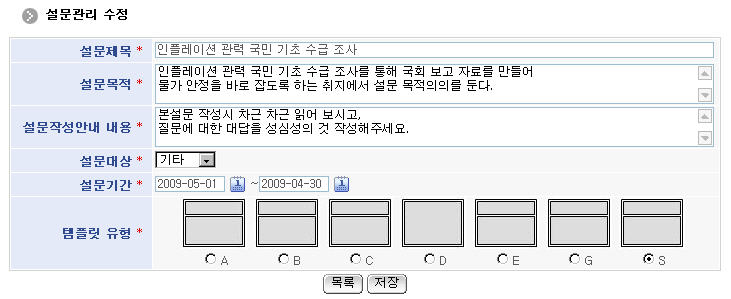 설문관리 수정
설문제목 * 인플레이션 관력 국민 기초 수급 조사
설문목적 * 인플레이션 관력 국민 기초 수급 조사를 통해 국회 보고 자료를 만들어
물가 안정을 바로 잡도록 하는 취지에서 설문 목적의의를 둔다.
설문작성안내 내용 * 본설문 작성시 차근 차근 읽어 보시고,
질문에 대한 대답을 성심성의 것 작성해주세요.
설문대상 * 기타
설문기간 * 2009-05-01 ~ 2009-04-30
템플릿 유형 *
A B C D E G S
목록 저장